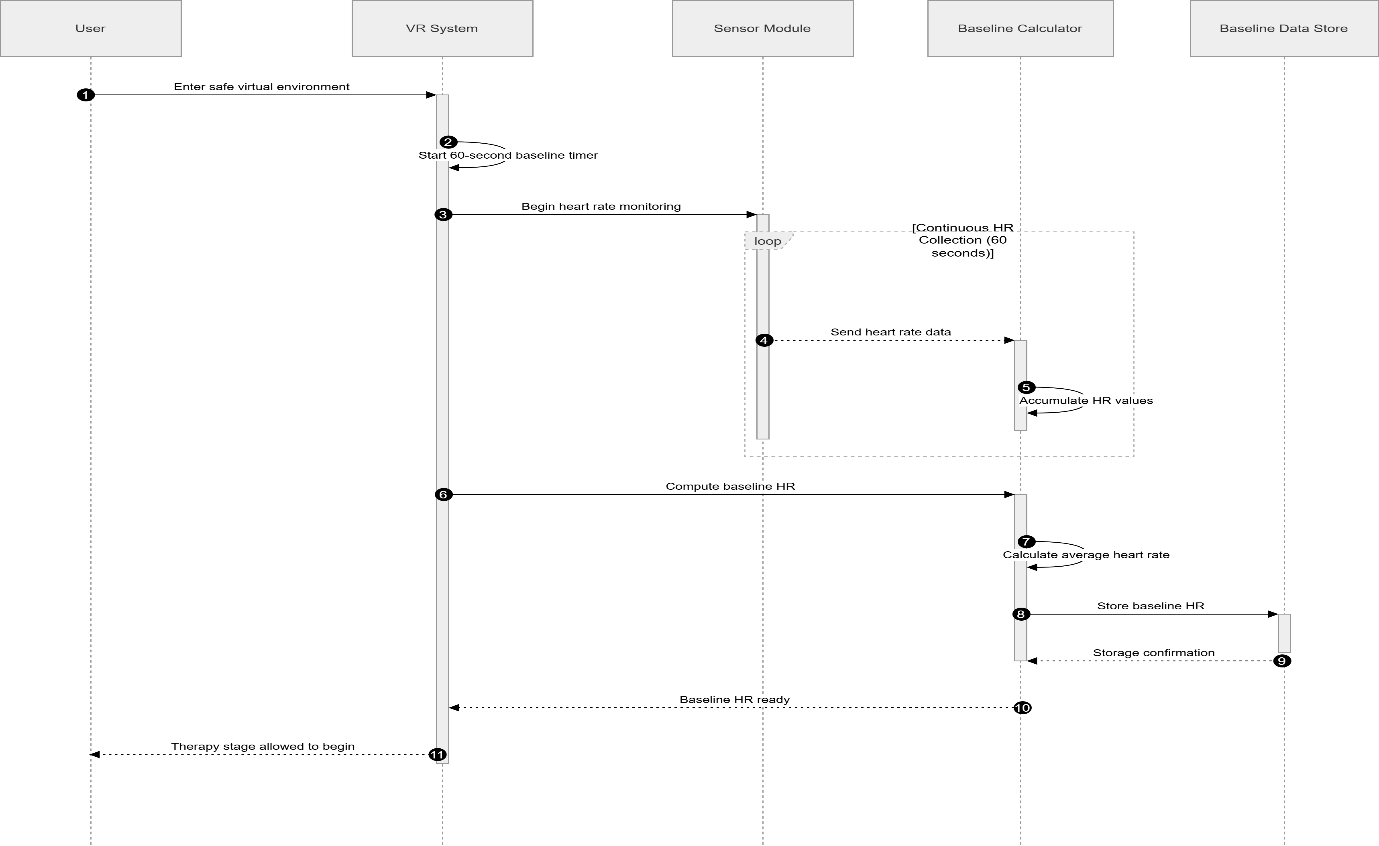 User
VR System
Sensor Module
Baseline Calculator
Baseline Data Store
1
Enter safe virtual environment
2
Start 60-second baseline timer
3
Begin heart rate monitoring
loop
[Continuous HR
Collection (60
seconds)]
4
Send heart rate data
5
Accumulate HR values
6
Compute baseline HR
7
Calculate average heart rate
8
Store baseline HR
Storage confirmation
9
Baseline HR ready
10
Therapy stage allowed to begin
11